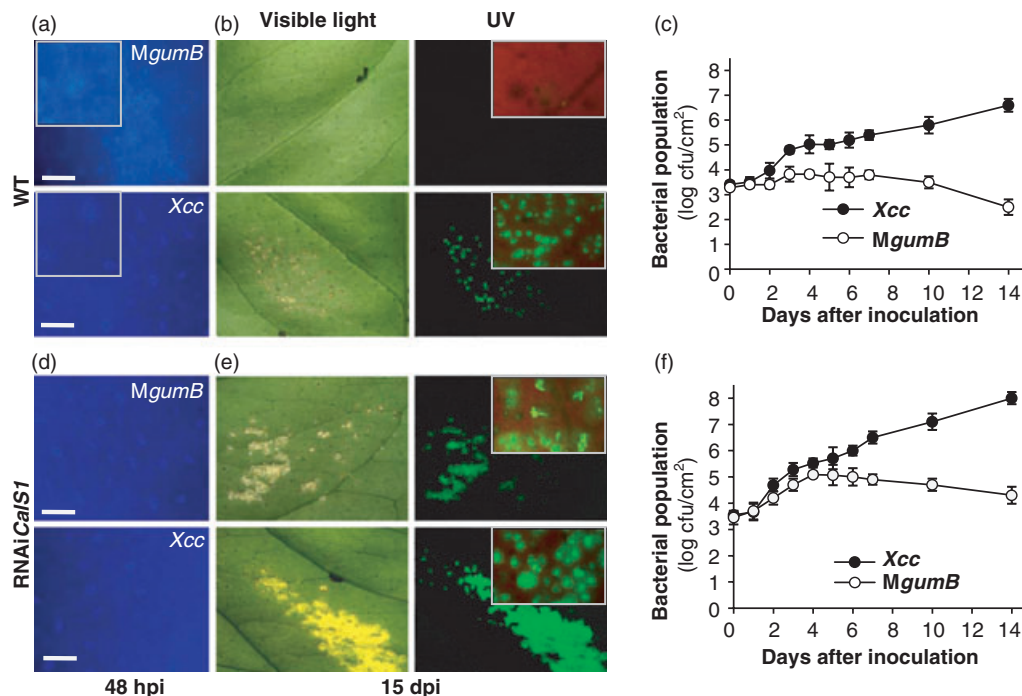 (a)
(b)
Visible light
UV
(c)
MgumB
WT
Xcc
8
7
6
5
4
3
2
1
0
Bacterial population
(log cfu/cm²)
Xcc
MgumB
0 2 4 6 8 10 12 14
Days after inoculation
(d)
(e)
(f)
MgumB
RNAiCalS1
Xcc
8
7
6
5
4
3
2
1
0
Bacterial population
(log cfu/cm²)
Xcc
MgumB
0 2 4 6 8 10 12 14
Days after inoculation
48 hpi
15 dpi